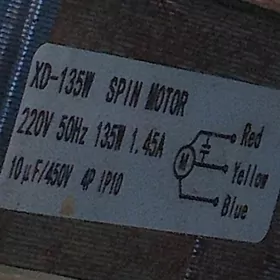 XD-135W SPIN MOTOR
220V 50Hz 135W 1.45A
10μF/450V 4P IP10
Red
Yellow
Blue
M